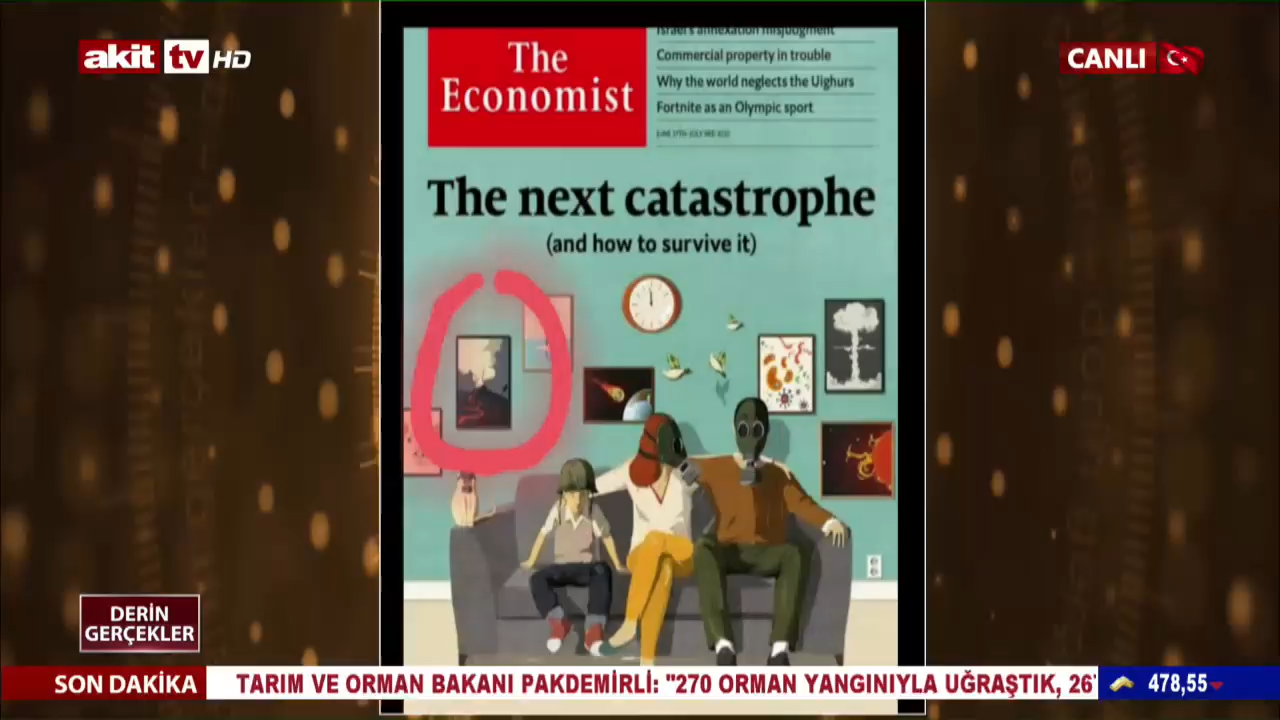 akit tv HD
CANLI
The
Economist
Israel's annexation misjudgment
Commercial property in trouble
Why the world neglects the Uighurs
Fortnite as an Olympic sport
The next catastrophe
(and how to survive it)
DERİN
GERÇEKLER
SON DAKİKA
TARIM VE ORMAN BAKANI PAKDEMİRLİ: "270 ORMAN YANGINIYLA UĞRAŞTIK, 26
478,55